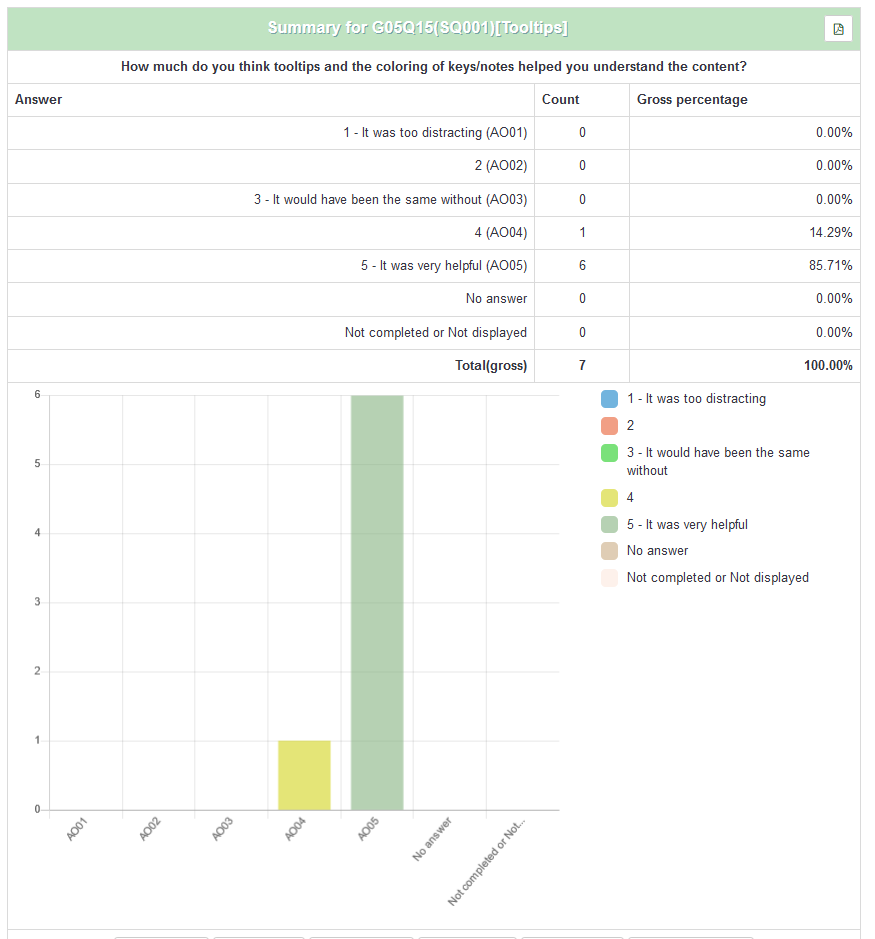 Summary for G05Q15(SQ001)[Tooltips]
How much do you think tooltips and the coloring of keys/notes helped you understand the content?
Answer Count Gross percentage
1 - It was too distracting (AO01) 0 0.00%
2 (AO02) 0 0.00%
3 - It would have been the same without (AO03) 0 0.00%
4 (AO04) 1 14.29%
5 - It was very helpful (AO05) 6 85.71%
No answer 0 0.00%
Not completed or Not displayed 0 0.00%
Total(gross) 7 100.00%
6
5
4
3
2
1
0
AO01 AO02 AO03 AO04 AO05 No answer Not completed or Not...
1 - It was too distracting
2
3 - It would have been the same
without
4
5 - It was very helpful
No answer
Not completed or Not displayed